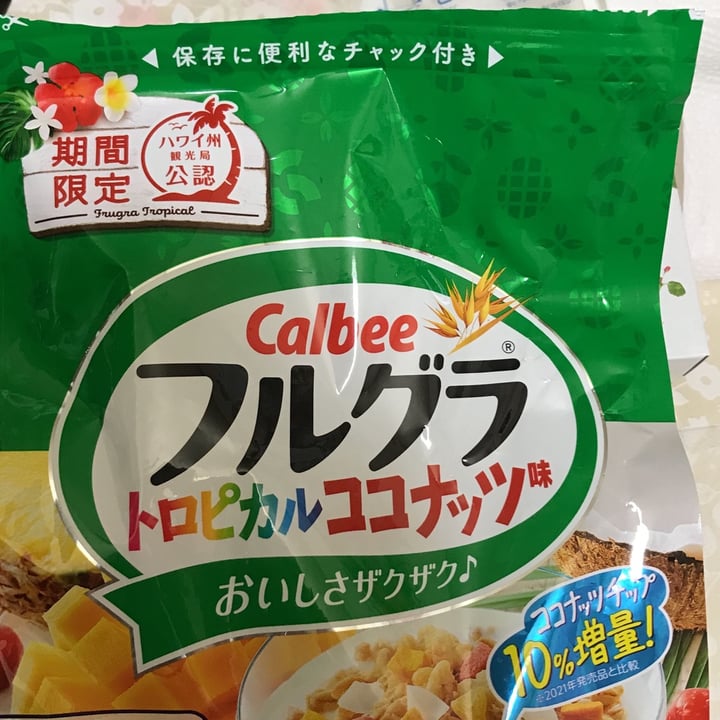 保存に便利なチャック付き
期間
限定
ハワイ州
観光局
公認
Frugra Tropical
Calbee
フルグラ®
トロピカルココナッツ味
おいしさザクザク♪
ココナッツチップ
10%増量!
※2021年発売品と比較